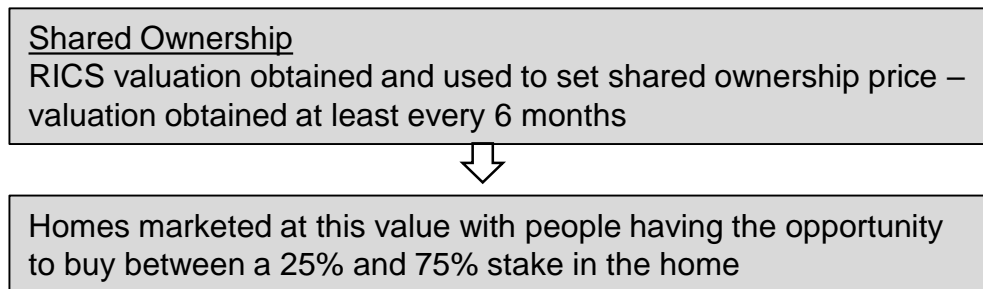 Shared Ownership
RICS valuation obtained and used to set shared ownership price –
valuation obtained at least every 6 months
Homes marketed at this value with people having the opportunity
to buy between a 25% and 75% stake in the home